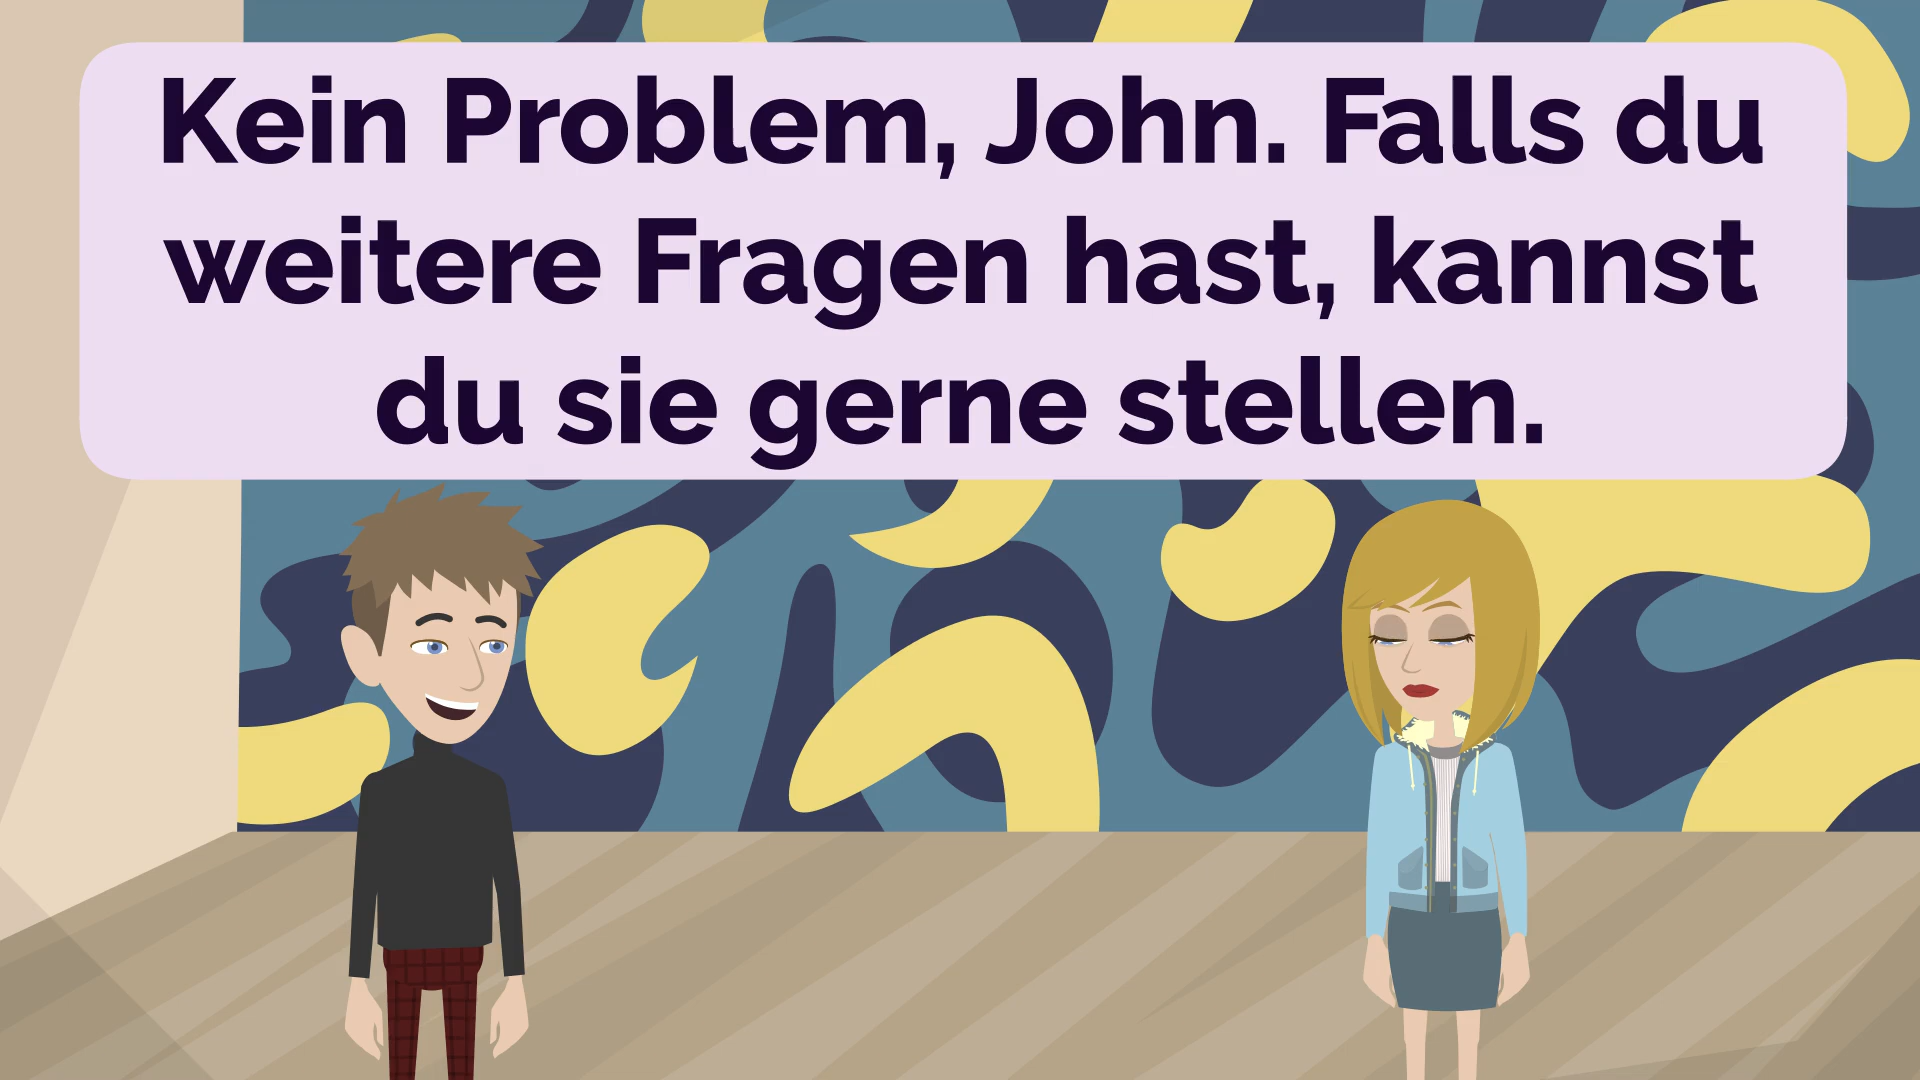 Kein Problem, John. Falls du
weitere Fragen hast, kannst
du sie gerne stellen.